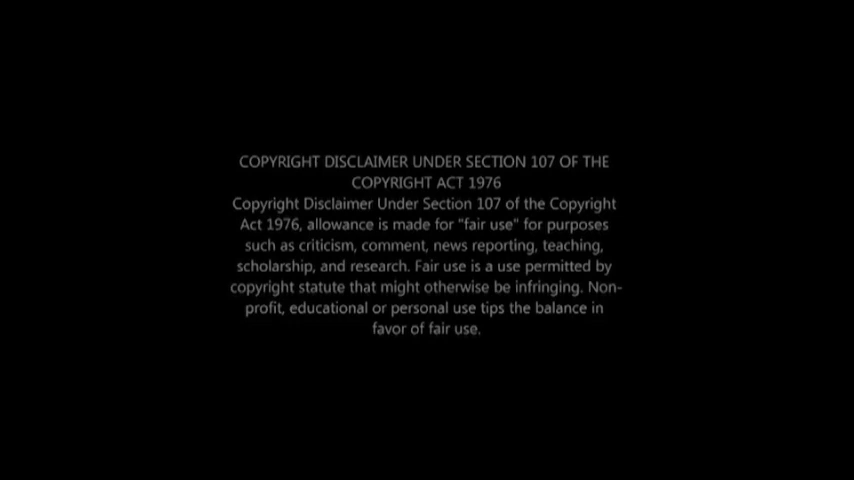 COPYRIGHT DISCLAIMER UNDER SECTION 107 OF THE
COPYRIGHT ACT 1976
Copyright Disclaimer Under Section 107 of the Copyright
Act 1976, allowance is made for "fair use" for purposes
such as criticism, comment, news reporting, teaching,
scholarship, and research. Fair use is a use permitted by
copyright statute that might otherwise be infringing. Non-
profit, educational or personal use tips the balance in
favor of fair use.